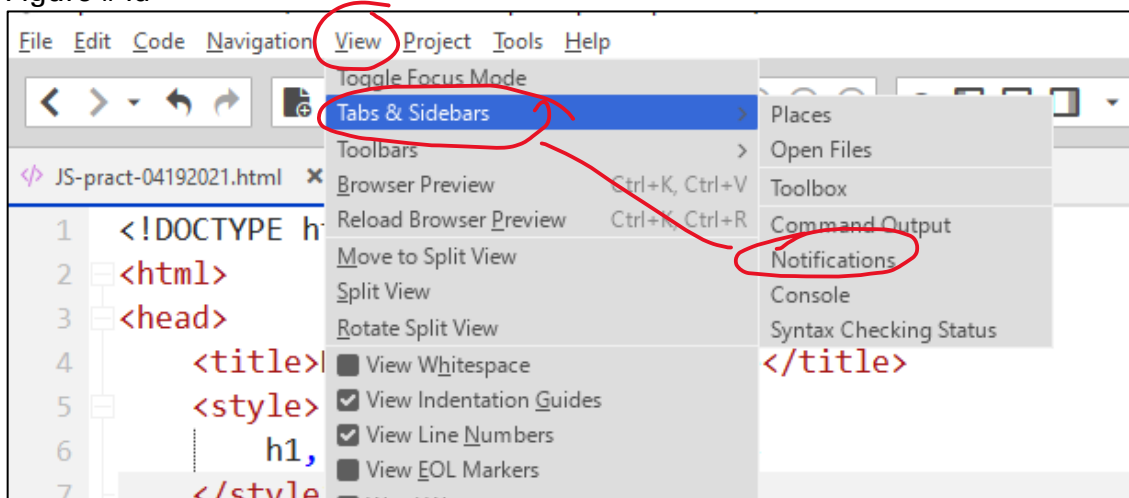 File Edit Code Navigation View Project Tools Help
Toggle Focus Mode
Tabs & Sidebars >
Places
Open Files
Toolbox
Command Output
Notifications
Console
Syntax Checking Status
Toolbars >
Browser Preview Ctrl+K, Ctrl+V
Reload Browser Preview Ctrl+K, Ctrl+R
Move to Split View
Split View
Rotate Split View
View Whitespace
View Indentation Guides
View Line Numbers
View EOL Markers
</> JS-pract-04192021.html ×
1 <!DOCTYPE h
2 <html>
3 <head>
4 <title> </title>
5 <style>
6 h1,
7 </style